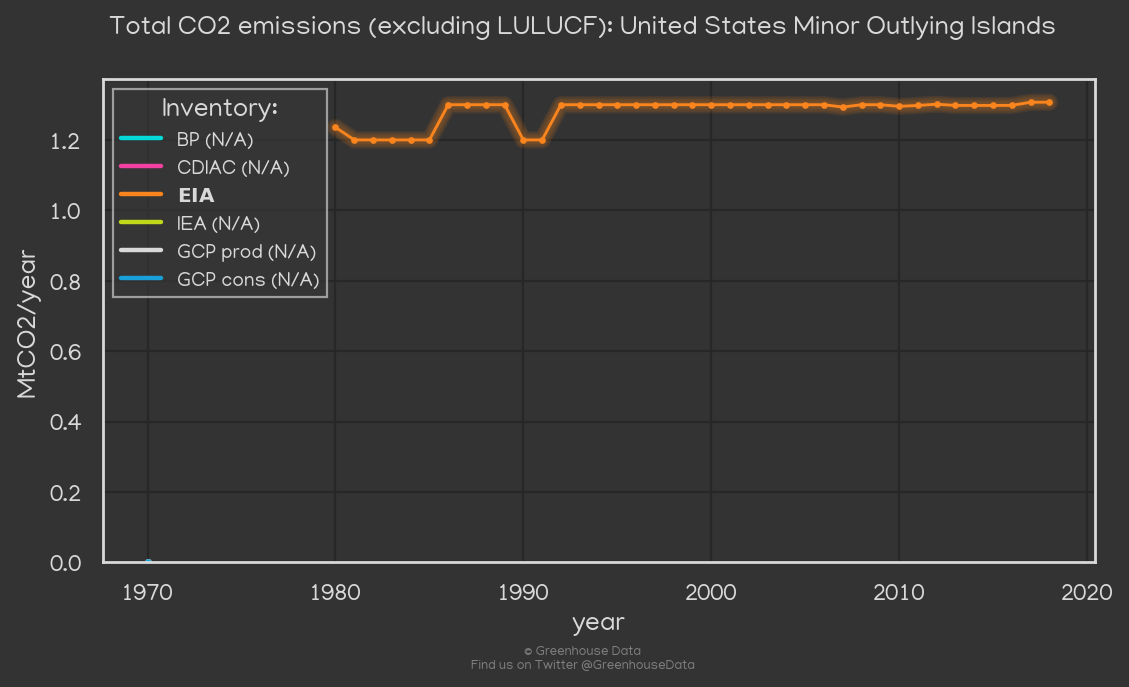 Total CO2 emissions (excluding LULUCF): United States Minor Outlying Islands
Inventory:
BP (N/A)
CDIAC (N/A)
EIA
IEA (N/A)
GCP prod (N/A)
GCP cons (N/A)
MtCO2/year
1.2
1.0
0.8
0.6
0.4
0.2
0.0
1970 1980 1990 2000 2010 2020
year
© Greenhouse Data
Find us on Twitter @GreenhouseData